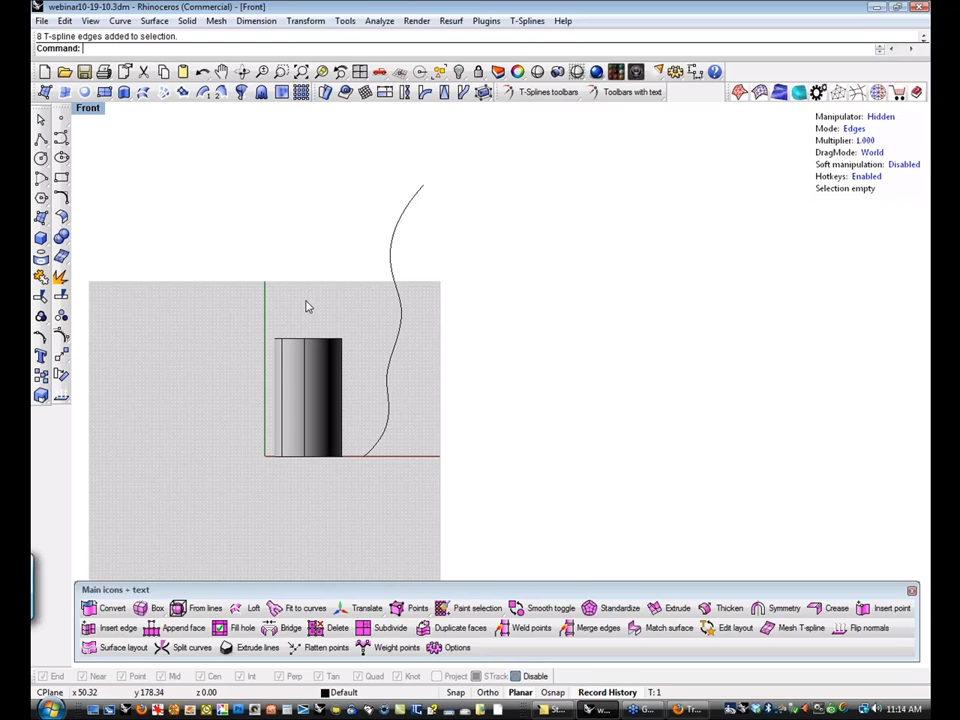 webinar10-19-10.3dm - Rhinoceros (Commercial) - [Front]
File Edit View Curve Surface Solid Mesh Dimension Transform Tools Analyze Render Resurf Plugins T-Splines Help
8 T-spline edges added to selection.
Command:
T-Splines toolbars Toolbars with text
Front
Manipulator: Hidden
Mode: Edges
Multiplier: 1.000
DragMode: World
Soft manipulation: Disabled
Hotkeys: Enabled
Selection empty
Main icons + text
Convert Box From lines Loft Fit to curves Translate Points Paint selection Smooth toggle Standardize Extrude Thicken Symmetry Crease Insert point
Insert edge Append face Fill hole Bridge Delete Subdivide Duplicate faces Weld points Merge edges Match surface Edit layout Mesh T-spline Flip normals
Surface layout Split curves Extrude lines Flatten points Weight points Options
End Near Point Mid Cen Int Perp Tan Quad Knot Project STrack Disable
CPlane x 50.32 y 178.34 z 0.00 Default Snap Ortho Planar Osnap Record History T: 1
St... w... G... Tr... 11:14 AM